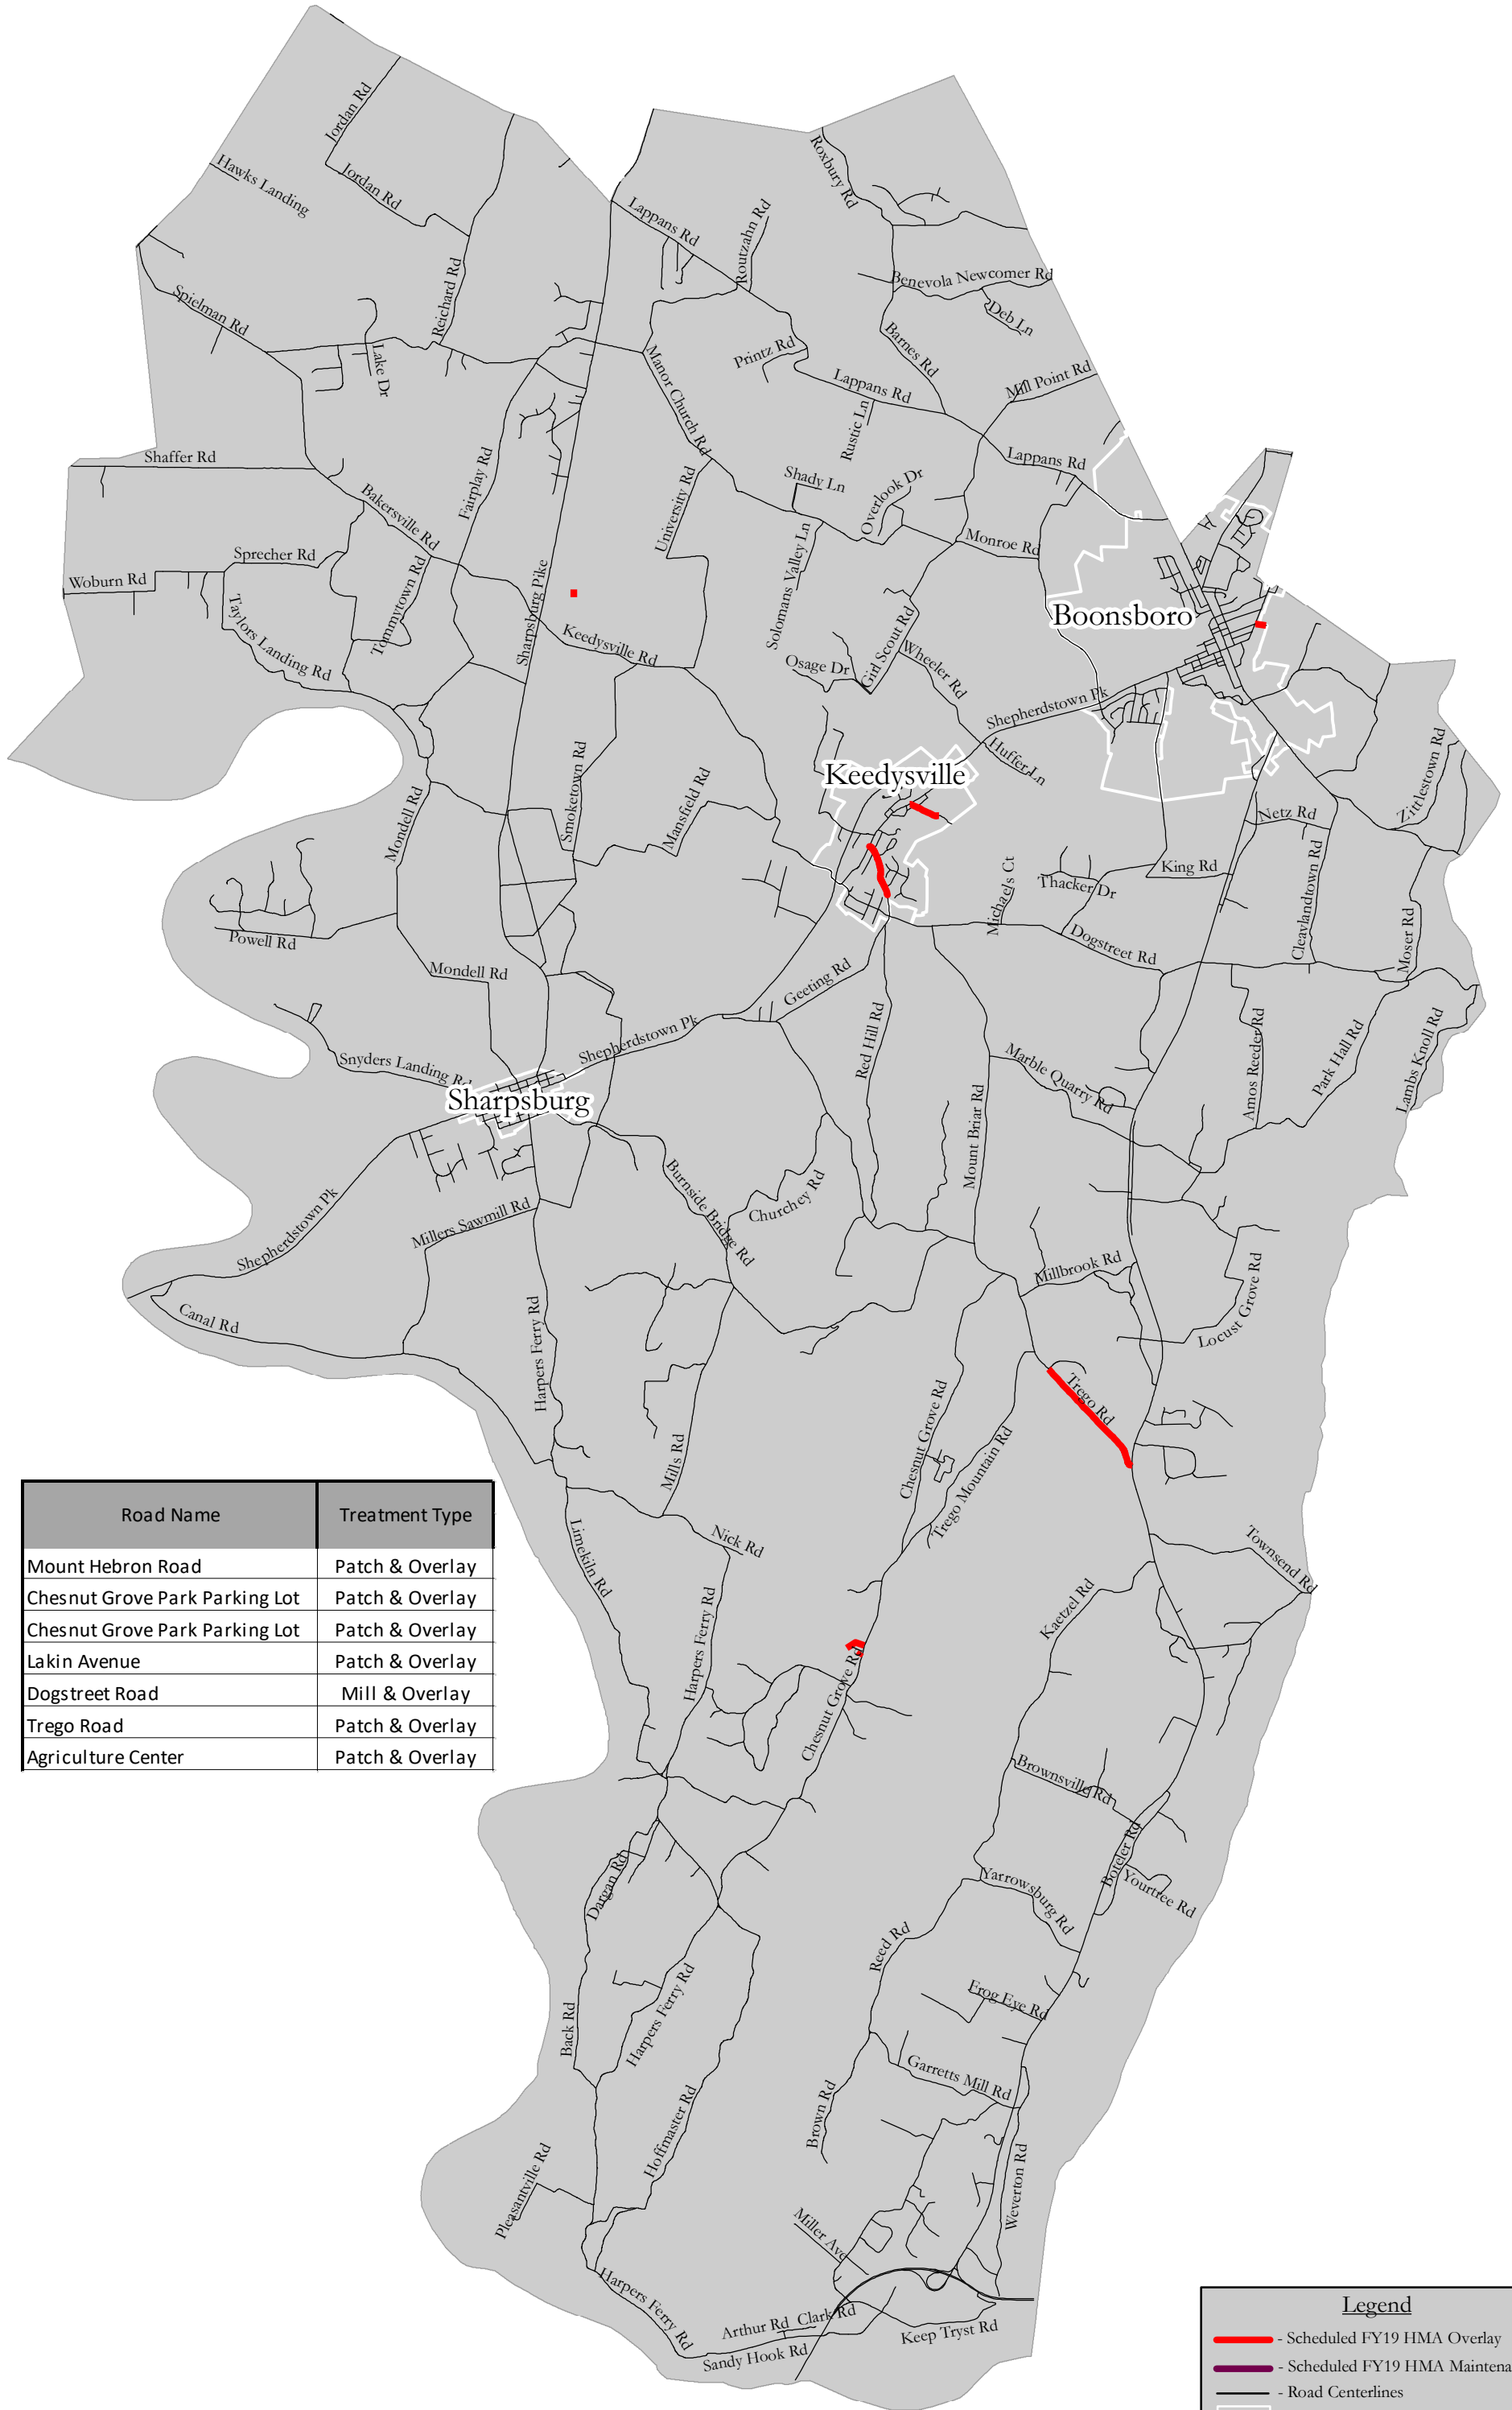 Jordan Rd
Hawks Landing
Jordan Rd
Roxbury Rd
Lappans Rd
Routzahn Rd
Reichard Rd
Benevola Newcomer Rd
Deb Ln
Spielman Rd
Lake Dr
Barnes Rd
Printz Rd
Manor Church Rd
Lappans Rd
Mill Point Rd
Rustic Ln
Shaffer Rd
Lappans Rd
Fairplay Rd
Bakersville Rd
University Rd
Shady Ln
Overlook Dr
Monroe Rd
Sprecher Rd
Woburn Rd
Tommytown Rd
Taylors Landing Rd
Sharpsburg Pike
Solomans Valley Ln
Boonsboro
Keedysville Rd
Girl Scout Rd
Osage Dr
Wheeler Rd
Shepherdstown Pk
Huffer Ln
Keedysville
Zittlestown Rd
Smoketown Rd
Mansfield Rd
Mondell Rd
Netz Rd
King Rd
Thacker Dr
Michaels Ct
Cleavlandtown Rd
Moser Rd
Powell Rd
Dogstreet Rd
Mondell Rd
Geeting Rd
Shepherdstown Pk
Red Hill Rd
Snyders Landing Rd
Marble Quarry Rd
Amos Reeder Rd
Park Hall Rd
Lambs Knoll Rd
Sharpsburg
Mount Briar Rd
Burnside Bridge Rd
Churchey Rd
Shepherdstown Pk
Millers Sawmill Rd
Millbrook Rd
Locust Grove Rd
Canal Rd
Harpers Ferry Rd
Trego Rd
Chesnut Grove Rd
Trego Mountain Rd
Mills Rd
Road Name Treatment Type
Mount Hebron Road Patch & Overlay
Chesnut Grove Park Parking Lot Patch & Overlay
Chesnut Grove Park Parking Lot Patch & Overlay
Lakin Avenue Patch & Overlay
Dogstreet Road Mill & Overlay
Trego Road Patch & Overlay
Agriculture Center Patch & Overlay
Nick Rd
Limekiln Rd
Townsend Rd
Kaetzel Rd
Harpers Ferry Rd
Chesnut Grove Rd
Brownsville Rd
Boteler Rd
Dargan Rd
Yarrowsburg Rd
Yourtree Rd
Reed Rd
Frog Eye Rd
Harpers Ferry Rd
Back Rd
Garretts Mill Rd
Brown Rd
Hoffmaster Rd
Pleasantville Rd
Weverton Rd
Miller Ave
Harpers Ferry Rd
Arthur Rd
Clark Rd
Keep Tryst Rd
Sandy Hook Rd
Legend
- Scheduled FY19 HMA Overlay
- Scheduled FY19 HMA Maintena
- Road Centerlines